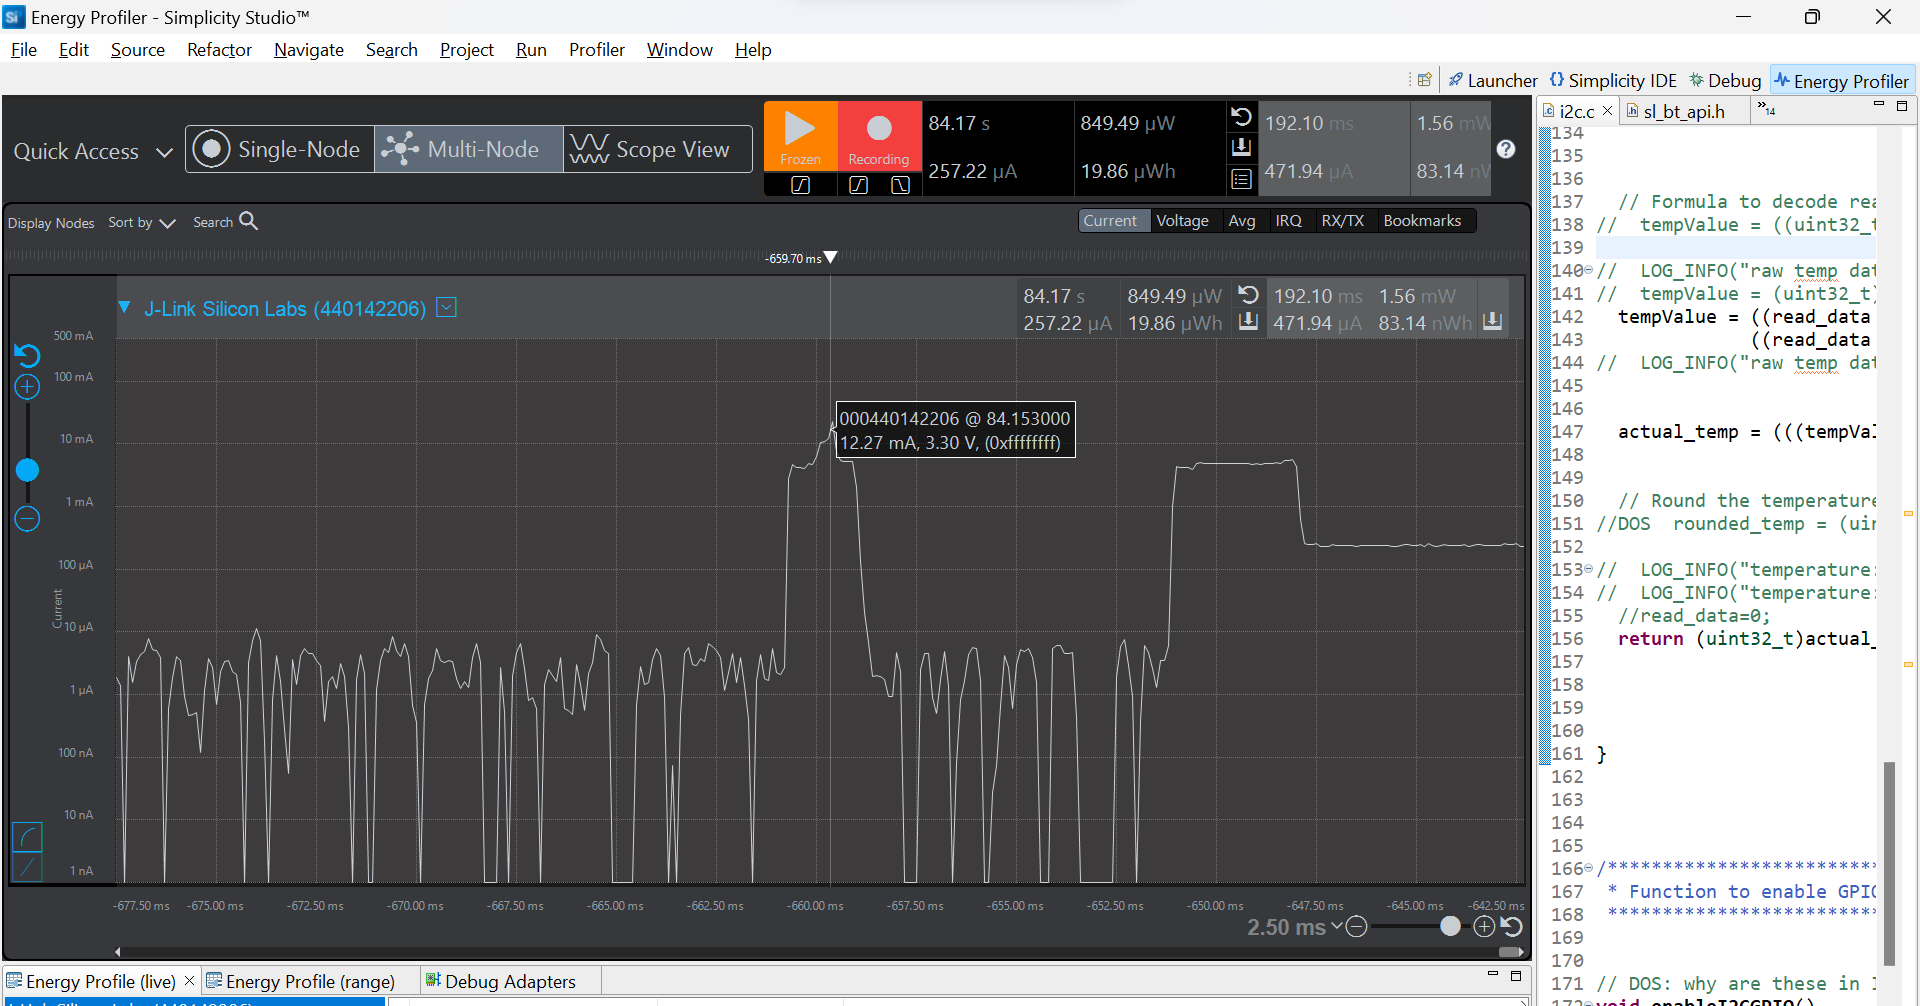 Energy Profiler - Simplicity Studio™
File Edit Source Refactor Navigate Search Project Run Profiler Window Help
Launcher Simplicity IDE Debug Energy Profiler
Quick Access Single-Node Multi-Node Scope View
Frozen Recording
84.17 s 849.49 µW 192.10 ms 1.56 mW
257.22 µA 19.86 µWh 471.94 µA 83.14 nW
Display Nodes Sort by Search
Current Voltage Avg IRQ RX/TX Bookmarks
-659.70 ms
J-Link Silicon Labs (440142206)
84.17 s 849.49 µW 192.10 ms 1.56 mW
257.22 µA 19.86 µWh 471.94 µA 83.14 nWh
500 mA
100 mA
10 mA
1 mA
100 µA
10 µA
1 µA
100 nA
10 nA
1 nA
Current
000440142206 @ 84.153000
12.27 mA, 3.30 V, (0xffffffff)
-677.50 ms -675.00 ms -672.50 ms -670.00 ms -667.50 ms -665.00 ms -662.50 ms -660.00 ms -657.50 ms -655.00 ms -652.50 ms -650.00 ms -647.50 ms -645.00 ms -642.50 ms
2.50 ms
Energy Profile (live) Energy Profile (range) Debug Adapters
i2c.c sl_bt_api.h 14
134
135
136
137 // Formula to decode rea
138 // tempValue = ((uint32_t
139
140 // LOG_INFO("raw temp dat
141 // tempValue = (uint32_t)
142 tempValue = ((read_data
143 ((read_data
144 // LOG_INFO("raw temp dat
145
146
147 actual_temp = (((tempVal
148
149
150 // Round the temperature
151 //DOS rounded_temp = (uin
152
153 // LOG_INFO("temperature:
154 // LOG_INFO("temperature:
155 //read_data=0;
156 return (uint32_t)actual_
157
158
159
160
161 }
162
163
164
165
166 /*************************
167 * Function to enable GPIO
168 *************************
169
170
171 // DOS: why are these in I
172 void enableI2CGPIO()